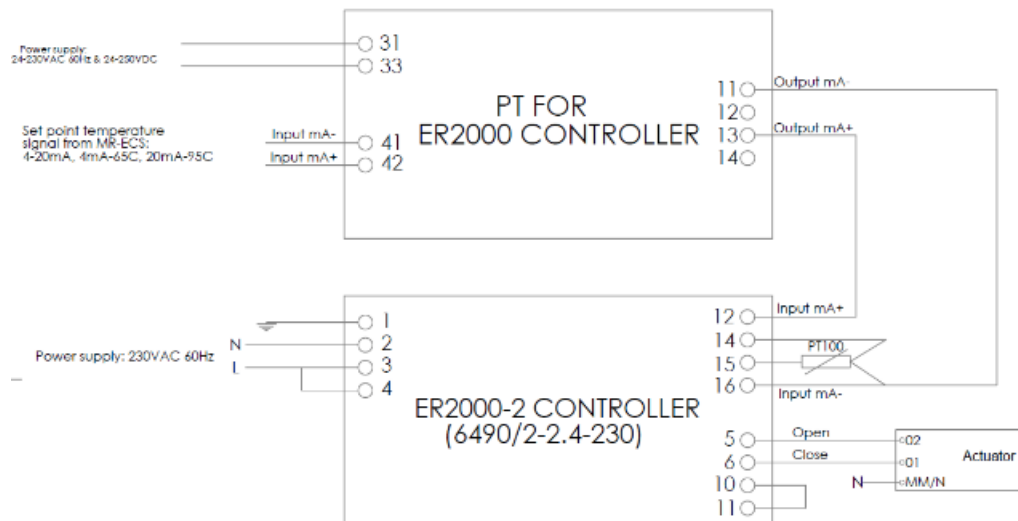 Power supply:
24-230VAC 60Hz & 24-250VDC
31
33
Set point temperature
signal from MR-ECS:
4-20mA, 4mA-65C, 20mA-95C
Input mA-
41
Input mA+
42
PT FOR
ER2000 CONTROLLER
11
Output mA-
12
13
Output mA+
14
Power supply: 230VAC 60Hz
1
N
2
L
3
4
ER2000-2 CONTROLLER
(6490/2-2.4-230)
12
Input mA+
14
15
PT100
16
Input mA-
5
Open
02
6
Close
01
Actuator
10
N
MM/N
11